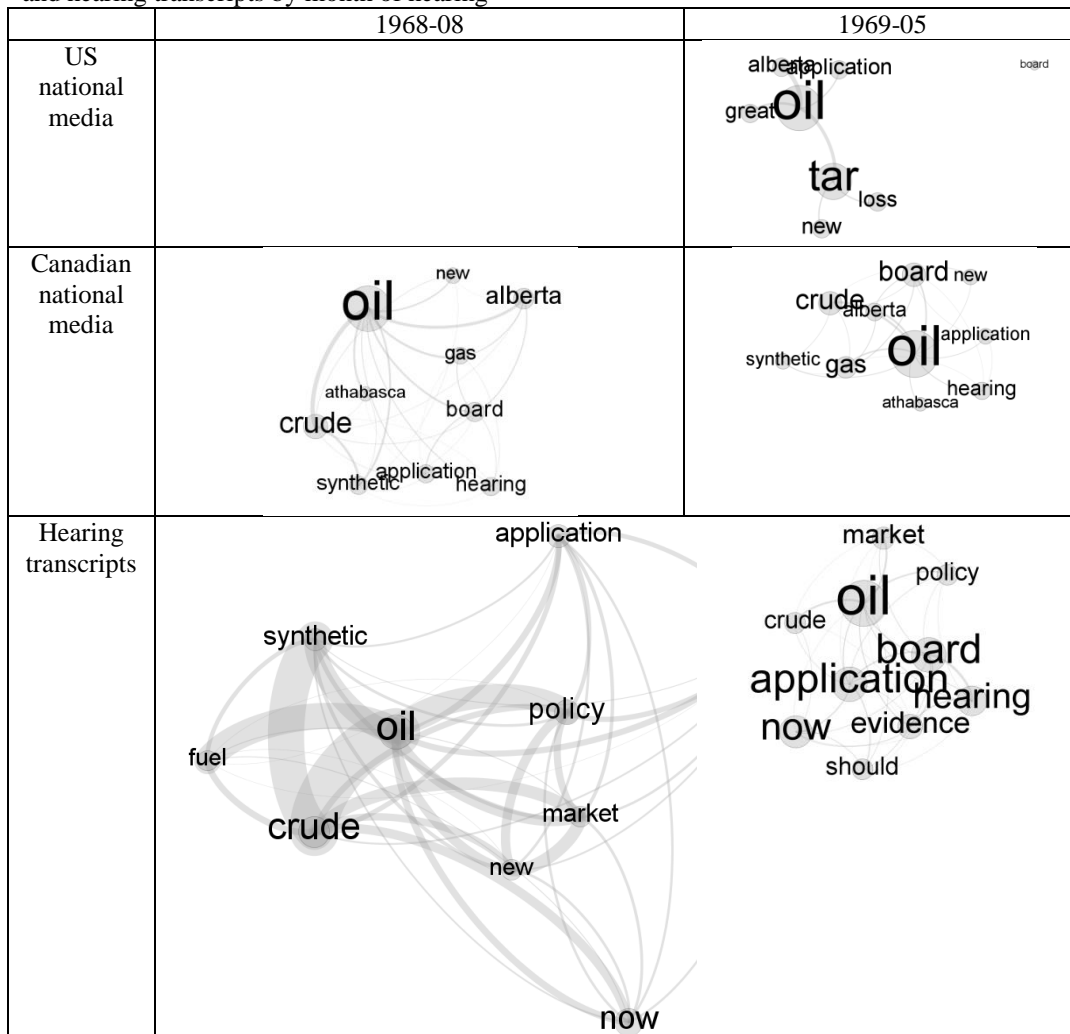 and hearing transcripts by month of hearing
1968-08 1969-05
US
national
media
alberta application board
oil
great
tar
loss
new
Canadian
national
media
new
oil alberta
gas
athabasca
board
crude
application
synthetic hearing
board new
crude
alberta
application
oil
synthetic gas
hearing
athabasca
Hearing
transcripts
application
synthetic
policy
oil
fuel
market
crude
new
now
market
policy
oil
crude
board
application
hearing
now evidence
should